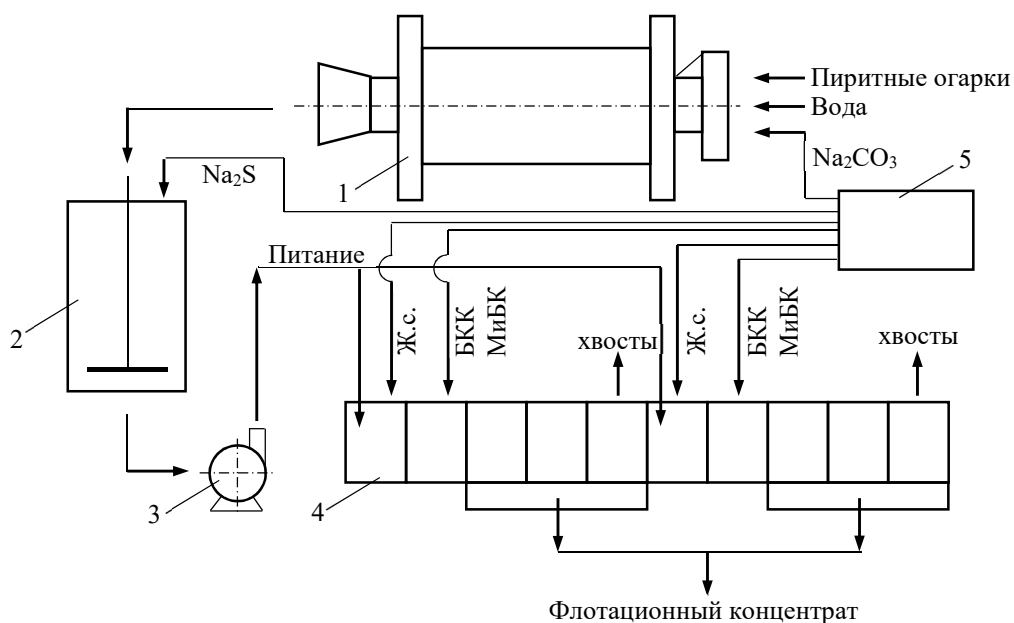 Пиритные огарки
Вода
Na₂CO₃
Na₂S
1
5
Питание
2
Ж.с.
БКК
МиБК
хвосты
Ж.с.
БКК
МиБК
хвосты
3
4
Флотационный концентрат